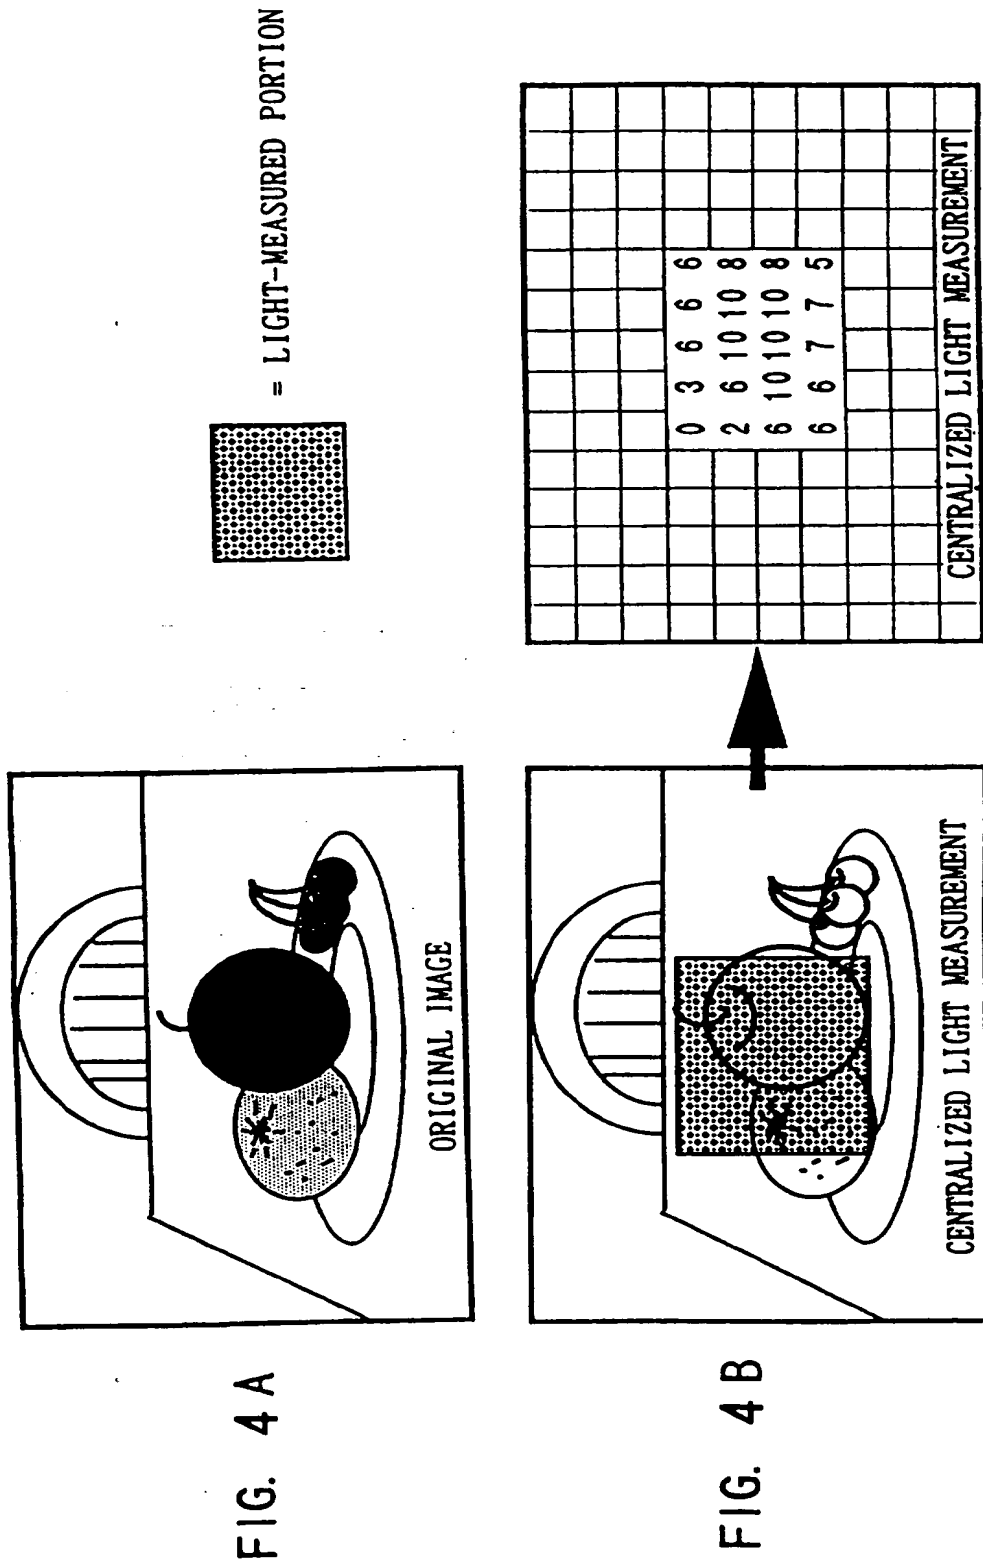 FIG. 4A
ORIGINAL IMAGE
= LIGHT-MEASURED PORTION
FIG. 4B
CENTRALIZED LIGHT MEASUREMENT
0 3 6 6 6
2 6 10 10 8
6 10 10 10 8
6 6 7 7 5
CENTRALIZED LIGHT MEASUREMENT